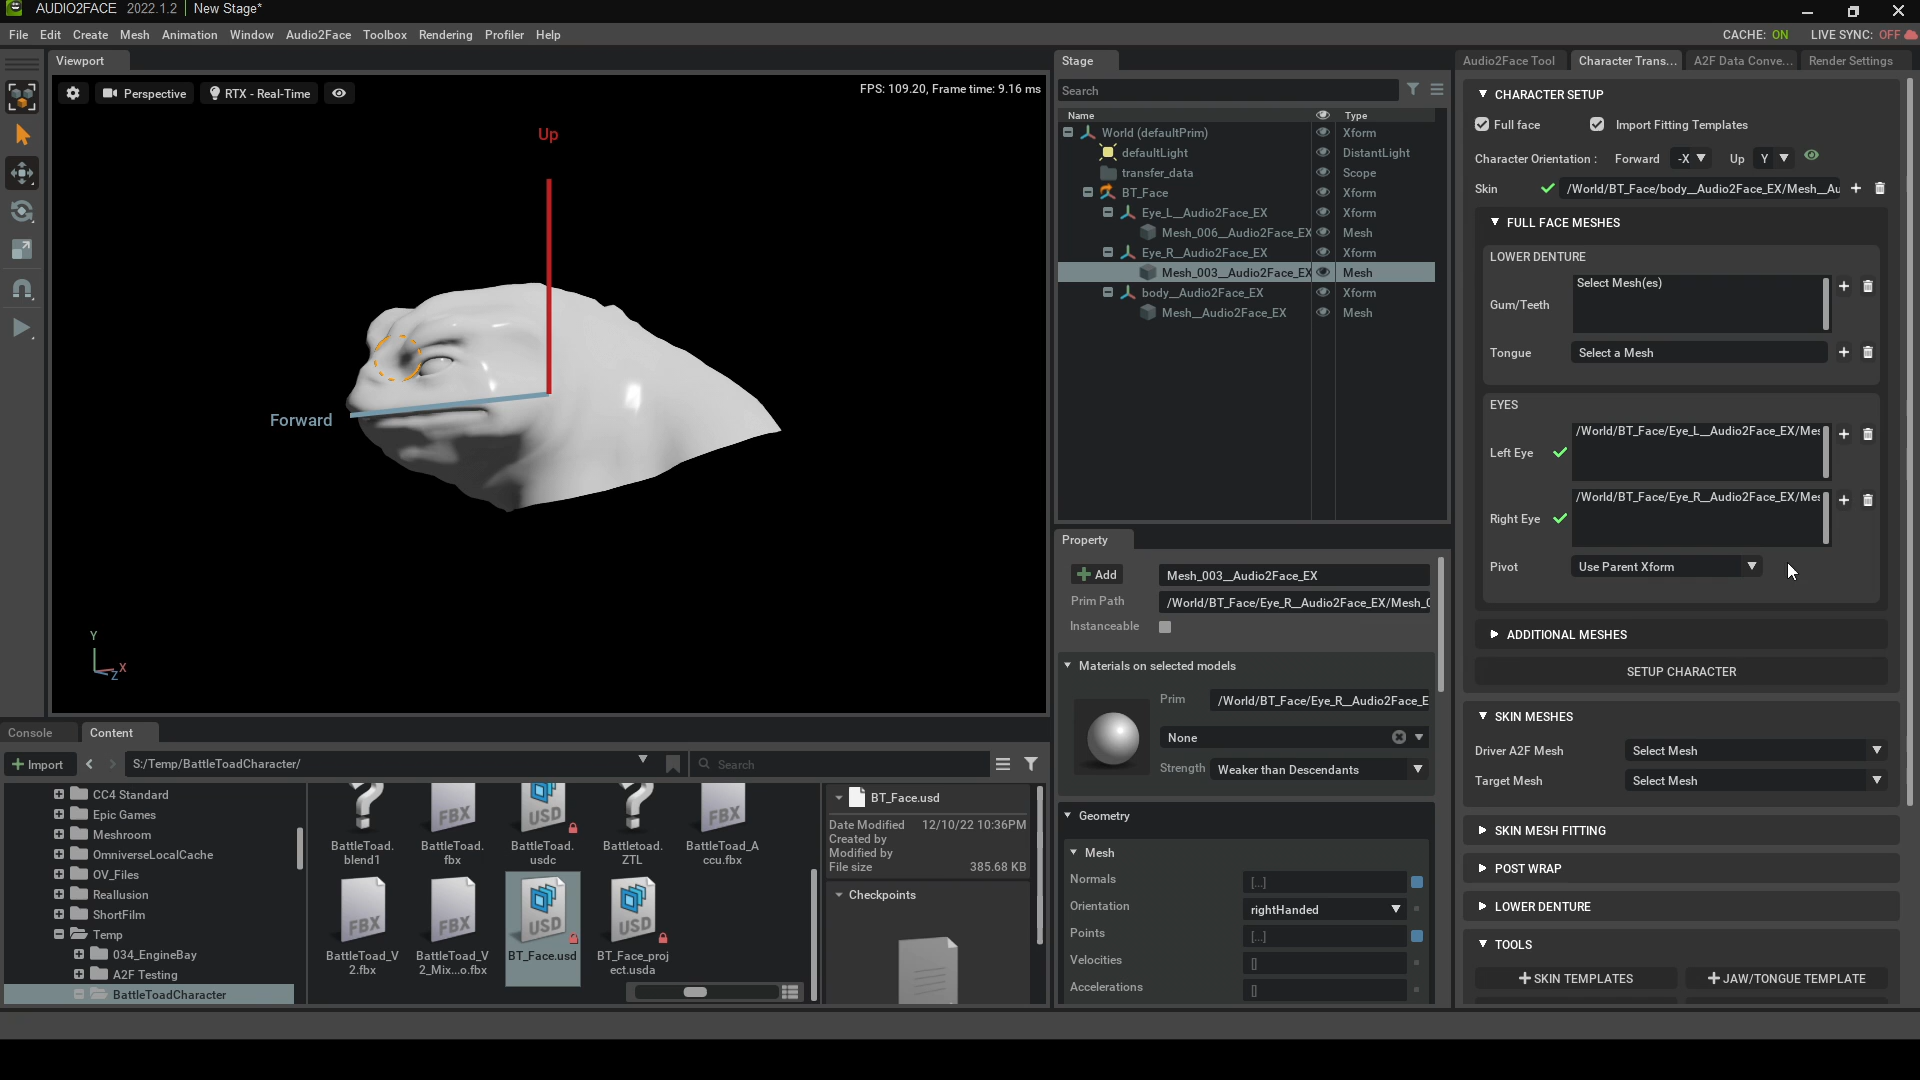 AUDIO2FACE 2022.1.2 New Stage*
File Edit Create Mesh Animation Window Audio2Face Toolbox Rendering Profiler Help
CACHE: ON LIVE SYNC: OFF
Viewport
Perspective
RTX - Real-Time
FPS: 109.20, Frame time: 9.16 ms
Up
Forward
Y
X
Z
Stage
Search
Name Type
World (defaultPrim) Xform
defaultLight DistantLight
transfer_data Scope
BT_Face Xform
Eye_L__Audio2Face_EX Xform
Mesh_006__Audio2Face_EX Mesh
Eye_R__Audio2Face_EX Xform
Mesh_003__Audio2Face_EX Mesh
body__Audio2Face_EX Xform
Mesh__Audio2Face_EX Mesh
Property
Add Mesh_003__Audio2Face_EX
Prim Path /World/BT_Face/Eye_R__Audio2Face_EX/Mesh_0
Instanceable
Materials on selected models
Prim /World/BT_Face/Eye_R__Audio2Face_E
None
Strength Weaker than Descendants
Geometry
Mesh
Normals [...]
Orientation rightHanded
Points [...]
Velocities []
Accelerations []
Audio2Face Tool Character Trans... A2F Data Conve... Render Settings
CHARACTER SETUP
Full face Import Fitting Templates
Character Orientation : Forward -X Up Y
Skin /World/BT_Face/body__Audio2Face_EX/Mesh__Au
FULL FACE MESHES
LOWER DENTURE
Gum/Teeth Select Mesh(es)
Tongue Select a Mesh
EYES
Left Eye /World/BT_Face/Eye_L__Audio2Face_EX/Mes
Right Eye /World/BT_Face/Eye_R__Audio2Face_EX/Mes
Pivot Use Parent Xform
ADDITIONAL MESHES
SETUP CHARACTER
SKIN MESHES
Driver A2F Mesh Select Mesh
Target Mesh Select Mesh
SKIN MESH FITTING
POST WRAP
LOWER DENTURE
TOOLS
SKIN TEMPLATES JAW/TONGUE TEMPLATE
Console Content
Import S:/Temp/BattleToadCharacter/ Search
CC4 Standard
Epic Games
Meshroom
OmniverseLocalCache
OV_Files
Reallusion
ShortFilm
Temp
034_EngineBay
A2F Testing
BattleToadCharacter
FBX USD FBX
BattleToad. BattleToad. BattleToad. Battletoad. BattleToad_A
blend1 fbx usdc ZTL ccu.fbx
FBX FBX USD USD
BattleToad_V BattleToad_V BT_Face.usd BT_Face_proj
2.fbx 2_Mix...o.fbx ect.usda
BT_Face.usd
Date Modified 12/10/22 10:36PM
Created by
Modified by
File size 385.68 KB
Checkpoints